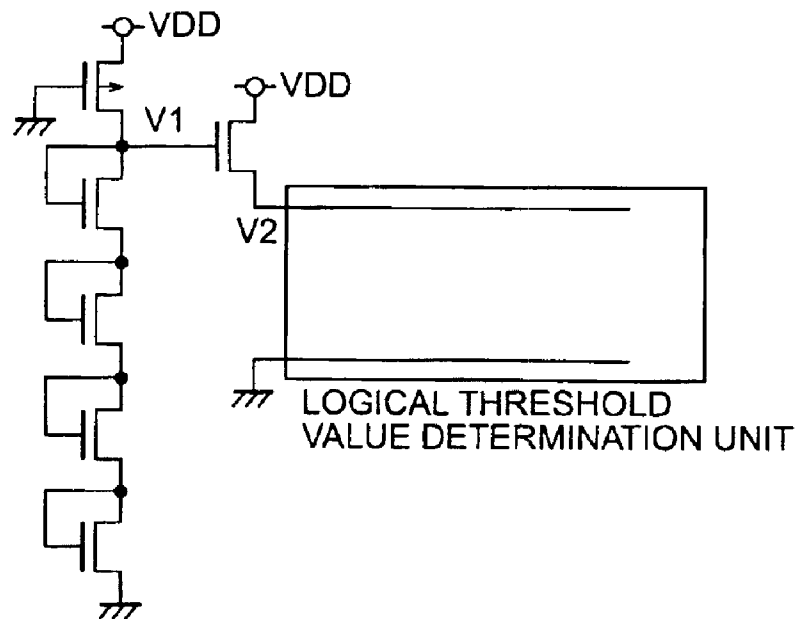 VDD
VDD
V1
V2
LOGICAL THRESHOLD
VALUE DETERMINATION UNIT